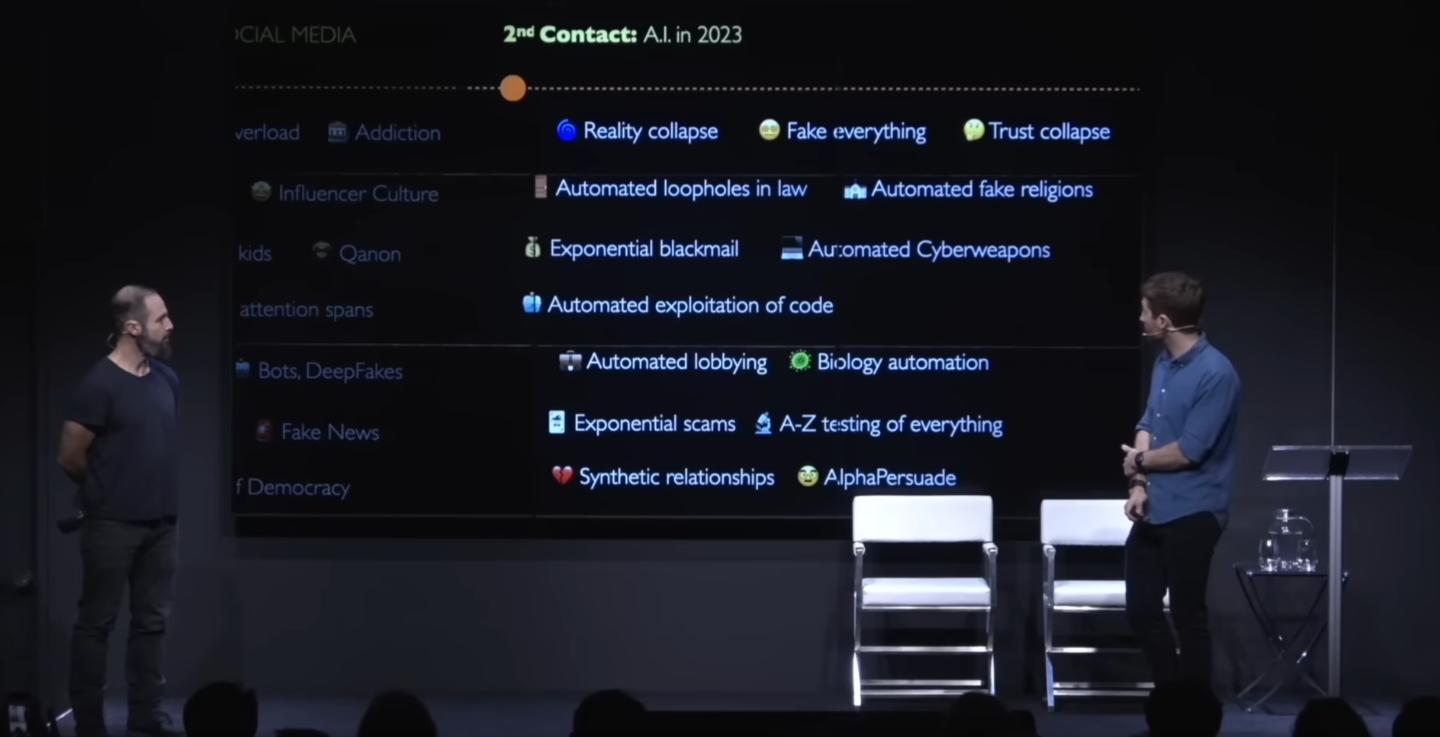 OCIAL MEDIA
2nd Contact: A.I. in 2023
verload Addiction
Reality collapse Fake everything Trust collapse
Influencer Culture
Automated loopholes in law Automated fake religions
kids Qanon
Exponential blackmail Automated Cyberweapons
attention spans
Automated exploitation of code
Bots, DeepFakes
Automated lobbying Biology automation
Fake News
Exponential scams A-Z testing of everything
f Democracy
Synthetic relationships AlphaPersuade